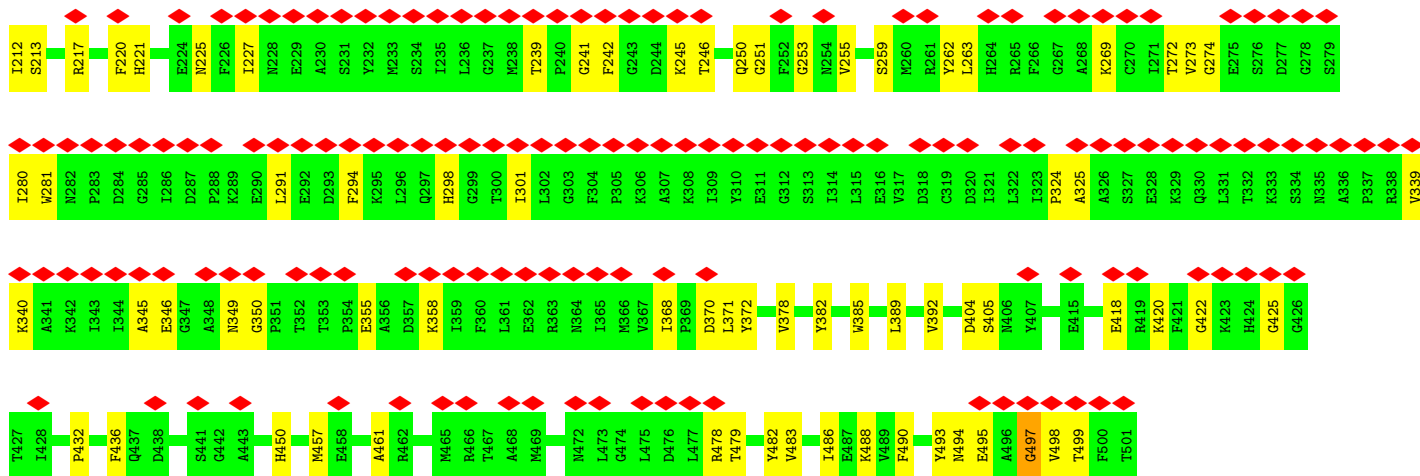 I212 S213 R217 F220 H221 E224 N225 F226 I227 N228 E229 A230 S231 Y232 M233 S234 I235 L236 G237 M238 T239 P240 G241 F242 G243 D244 K245 T246 Q250 G251 F252 G253 N254 V255 S259 M260 R261 Y262 L263 H264 R265 F266 G267 A268 K269 C270 I271 T272 V273 G274 E275 S276 D277 G278 S279
I280 W281 N282 P283 D284 G285 I286 D287 P288 K289 E290 L291 E292 D293 F294 K295 L296 Q297 H298 G299 T300 I301 L302 G303 F304 P305 K306 A307 K308 I309 Y310 E311 G312 S313 I314 L315 E316 V317 D318 C319 D320 I321 L322 I323 P324 A325 A326 S327 E328 K329 Q330 L331 T332 K333 S334 N335 A336 P337 R338 V339
K340 A341 K342 I343 I344 A345 E346 G347 A348 N349 G350 P351 T352 T353 P354 E355 A356 D357 K358 I359 F360 L361 E362 R363 N364 I365 M366 V367 I368 P369 D370 L371 Y372 V378 Y382 W385 L389 V392 D404 S405 N406 Y407 E415 E418 R419 K420 F421 G422 K423 H424 G425 G426
T427 I428 P432 F436 Q437 D438 S441 G442 A443 H450 M457 E458 A461 R462 M465 R466 T467 A468 M469 N472 L473 G474 L475 D476 L477 R478 T479 Y482 V483 I486 E487 K488 V489 F490 Y493 N494 E495 A496 G497 V498 T499 F500 T501